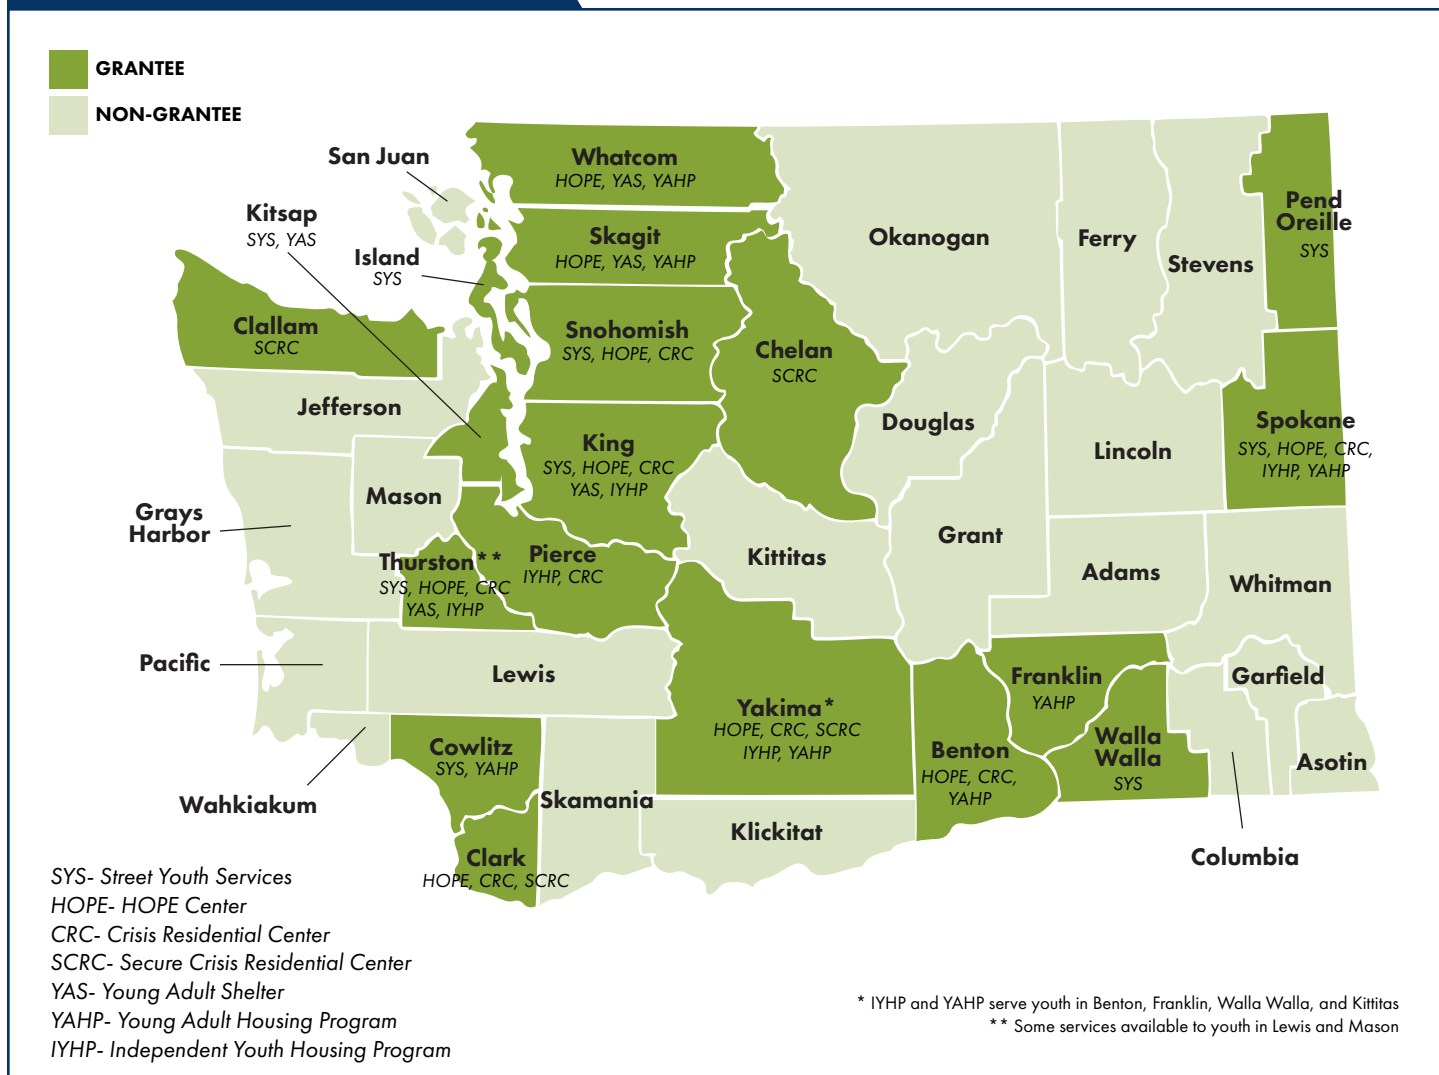 GRANTEE
NON-GRANTEE
San Juan
Whatcom
HOPE, YAS, YAHP
Kitsap
SYS, YAS
Island
SYS
Skagit
HOPE, YAS, YAHP
Okanogan
Ferry
Stevens
Pend
Oreille
SYS
Clallam
SCRC
Snohomish
SYS, HOPE, CRC
Chelan
SCRC
Jefferson
Douglas
King
SYS, HOPE, CRC
YAS, IYHP
Lincoln
Spokane
SYS, HOPE, CRC,
IYHP, YAHP
Mason
Grays
Harbor
Thurston**
SYS, HOPE, CRC
YAS, IYHP
Pierce
IYHP, CRC
Kittitas
Grant
Adams
Whitman
Pacific
Lewis
Yakima*
HOPE, CRC, SCRC
IYHP, YAHP
Franklin
YAHP
Garfield
Cowlitz
SYS, YAHP
Benton
HOPE, CRC,
YAHP
Walla
Walla
SYS
Asotin
Wahkiakum
Skamania
Klickitat
Columbia
Clark
HOPE, CRC, SCRC
SYS- Street Youth Services
HOPE- HOPE Center
CRC- Crisis Residential Center
SCRC- Secure Crisis Residential Center
YAS- Young Adult Shelter
YAHP- Young Adult Housing Program
IYHP- Independent Youth Housing Program
* IYHP and YAHP serve youth in Benton, Franklin, Walla Walla, and Kittitas
** Some services available to youth in Lewis and Mason